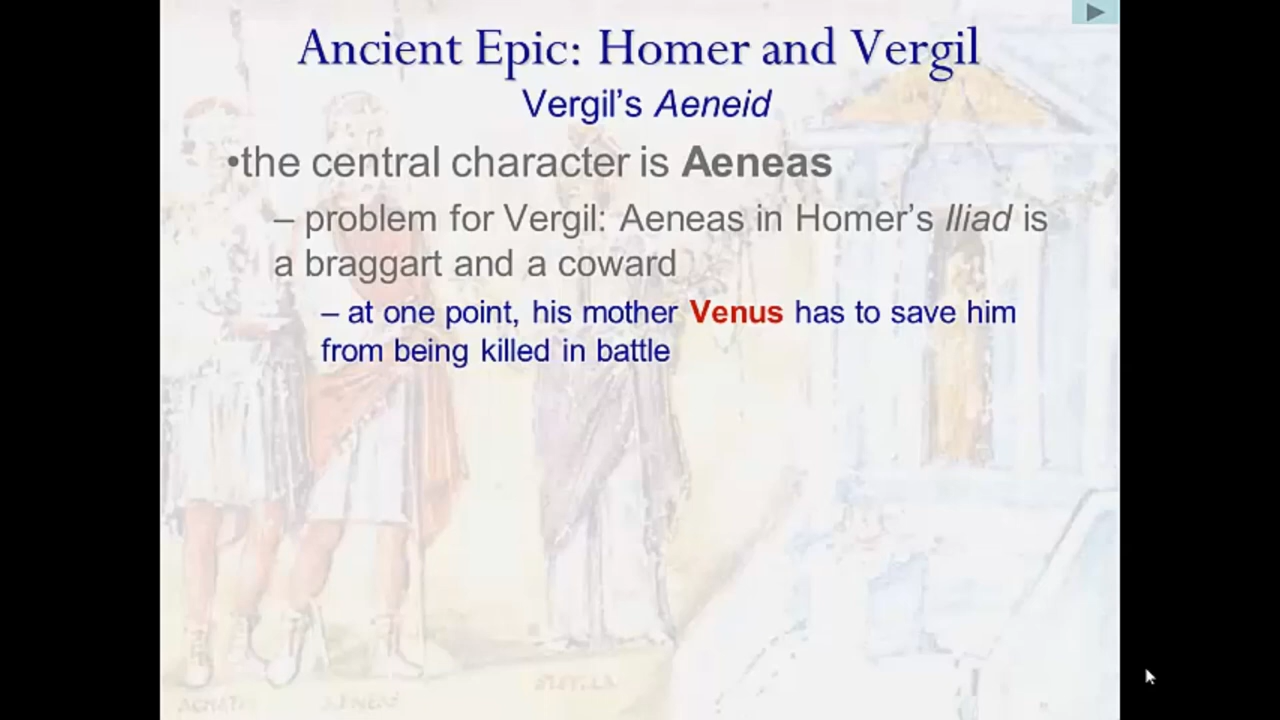 Ancient Epic: Homer and Vergil
Vergil's Aeneid
•the central character is Aeneas
– problem for Vergil: Aeneas in Homer's Iliad is
a braggart and a coward
– at one point, his mother Venus has to save him
from being killed in battle